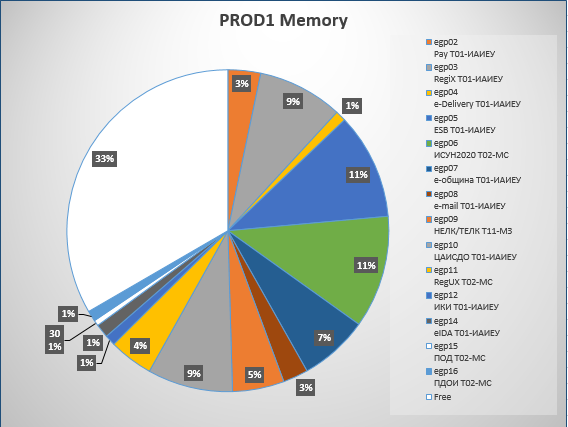 PROD1 Memory
3%
9%
1%
11%
11%
7%
3%
5%
9%
4%
1%
1%
30
1%
1%
33%
egp02
Pay T01-ИАИЕУ
egp03
RegiX T01-ИАИЕУ
egp04
e-Delivery T01-ИАИЕУ
egp05
ESB T01-ИАИЕУ
egp06
ИСУН2020 T02-МС
egp07
е-община T01-ИАИЕУ
egp08
e-mail T01-ИАИЕУ
egp09
НЕЛК/ТЕЛК T11-МЗ
egp10
ЦАИСДО T01-ИАИЕУ
egp11
RegUX T02-МС
egp12
ИКИ T01-ИАИЕУ
egp14
eIDA T01-ИАИЕУ
egp15
ПОД T02-МС
egp16
ПДОИ T02-МС
Free